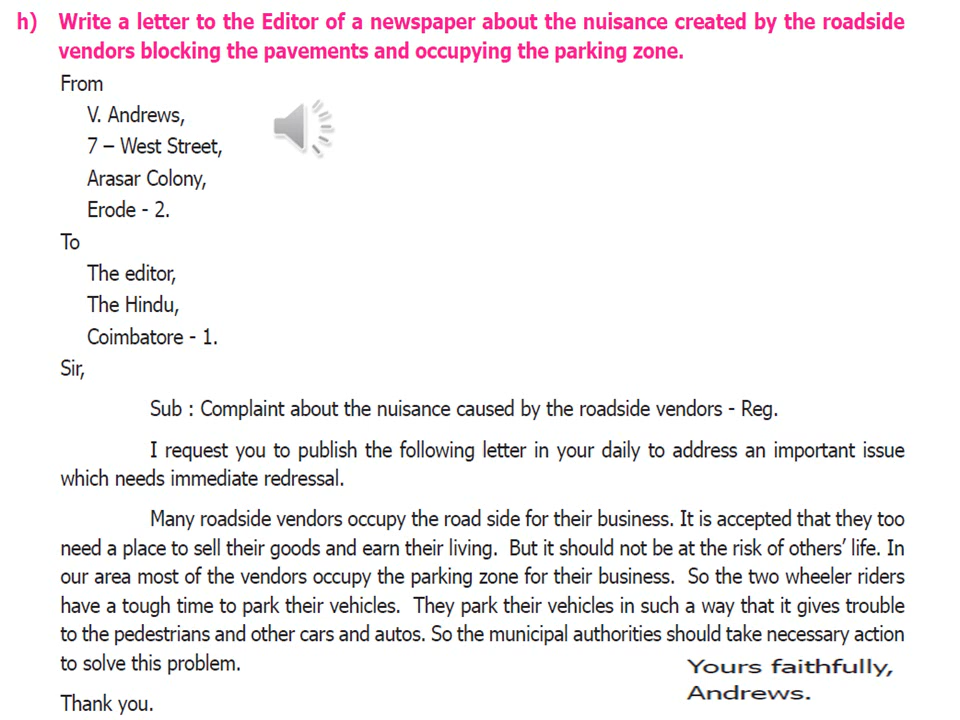 h) Write a letter to the Editor of a newspaper about the nuisance created by the roadside
vendors blocking the pavements and occupying the parking zone.
From
V. Andrews,
7 – West Street,
Arasar Colony,
Erode - 2.
To
The editor,
The Hindu,
Coimbatore - 1.
Sir,
Sub : Complaint about the nuisance caused by the roadside vendors - Reg.
I request you to publish the following letter in your daily to address an important issue
which needs immediate redressal.
Many roadside vendors occupy the road side for their business. It is accepted that they too
need a place to sell their goods and earn their living. But it should not be at the risk of others' life. In
our area most of the vendors occupy the parking zone for their business. So the two wheeler riders
have a tough time to park their vehicles. They park their vehicles in such a way that it gives trouble
to the pedestrians and other cars and autos. So the municipal authorities should take necessary action
to solve this problem.
Yours faithfully,
Andrews.
Thank you.